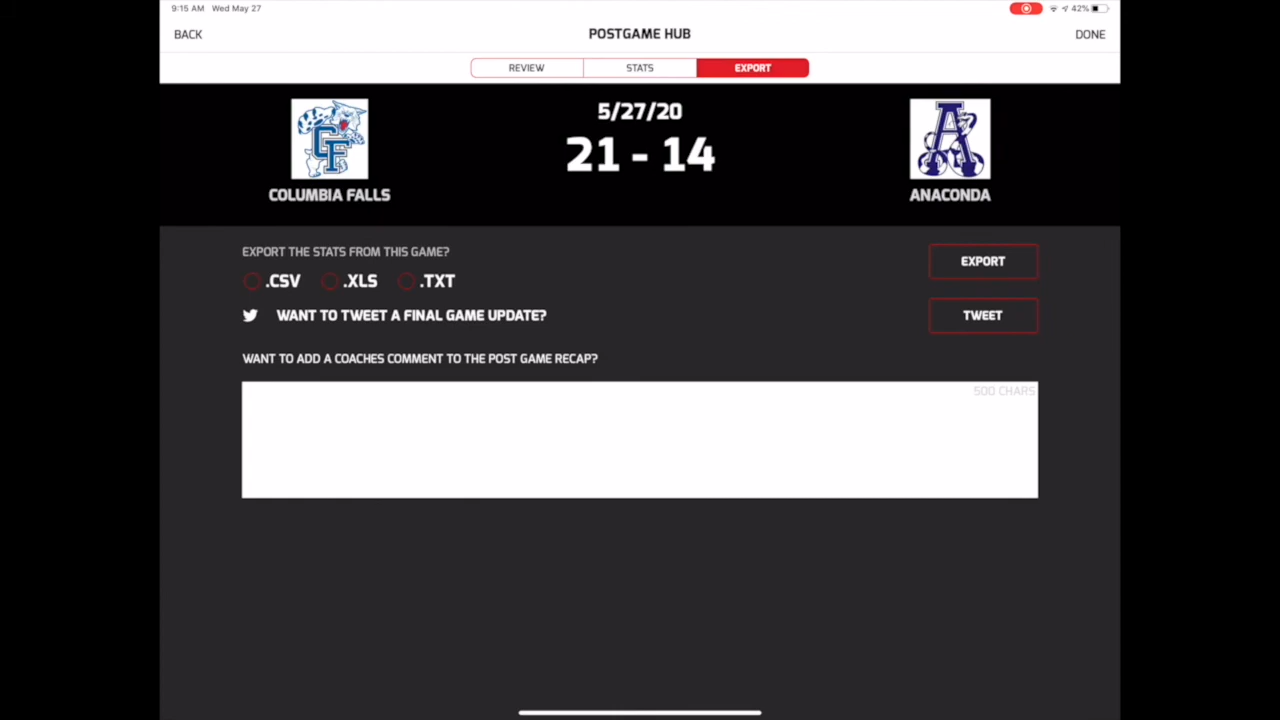 9:15 AM Wed May 27 42%
BACK POSTGAME HUB DONE
REVIEW STATS EXPORT
5/27/20
21 - 14
CF A
COLUMBIA FALLS ANACONDA
EXPORT THE STATS FROM THIS GAME? EXPORT
.CSV .XLS .TXT
WANT TO TWEET A FINAL GAME UPDATE? TWEET
WANT TO ADD A COACHES COMMENT TO THE POST GAME RECAP?
500 CHARS